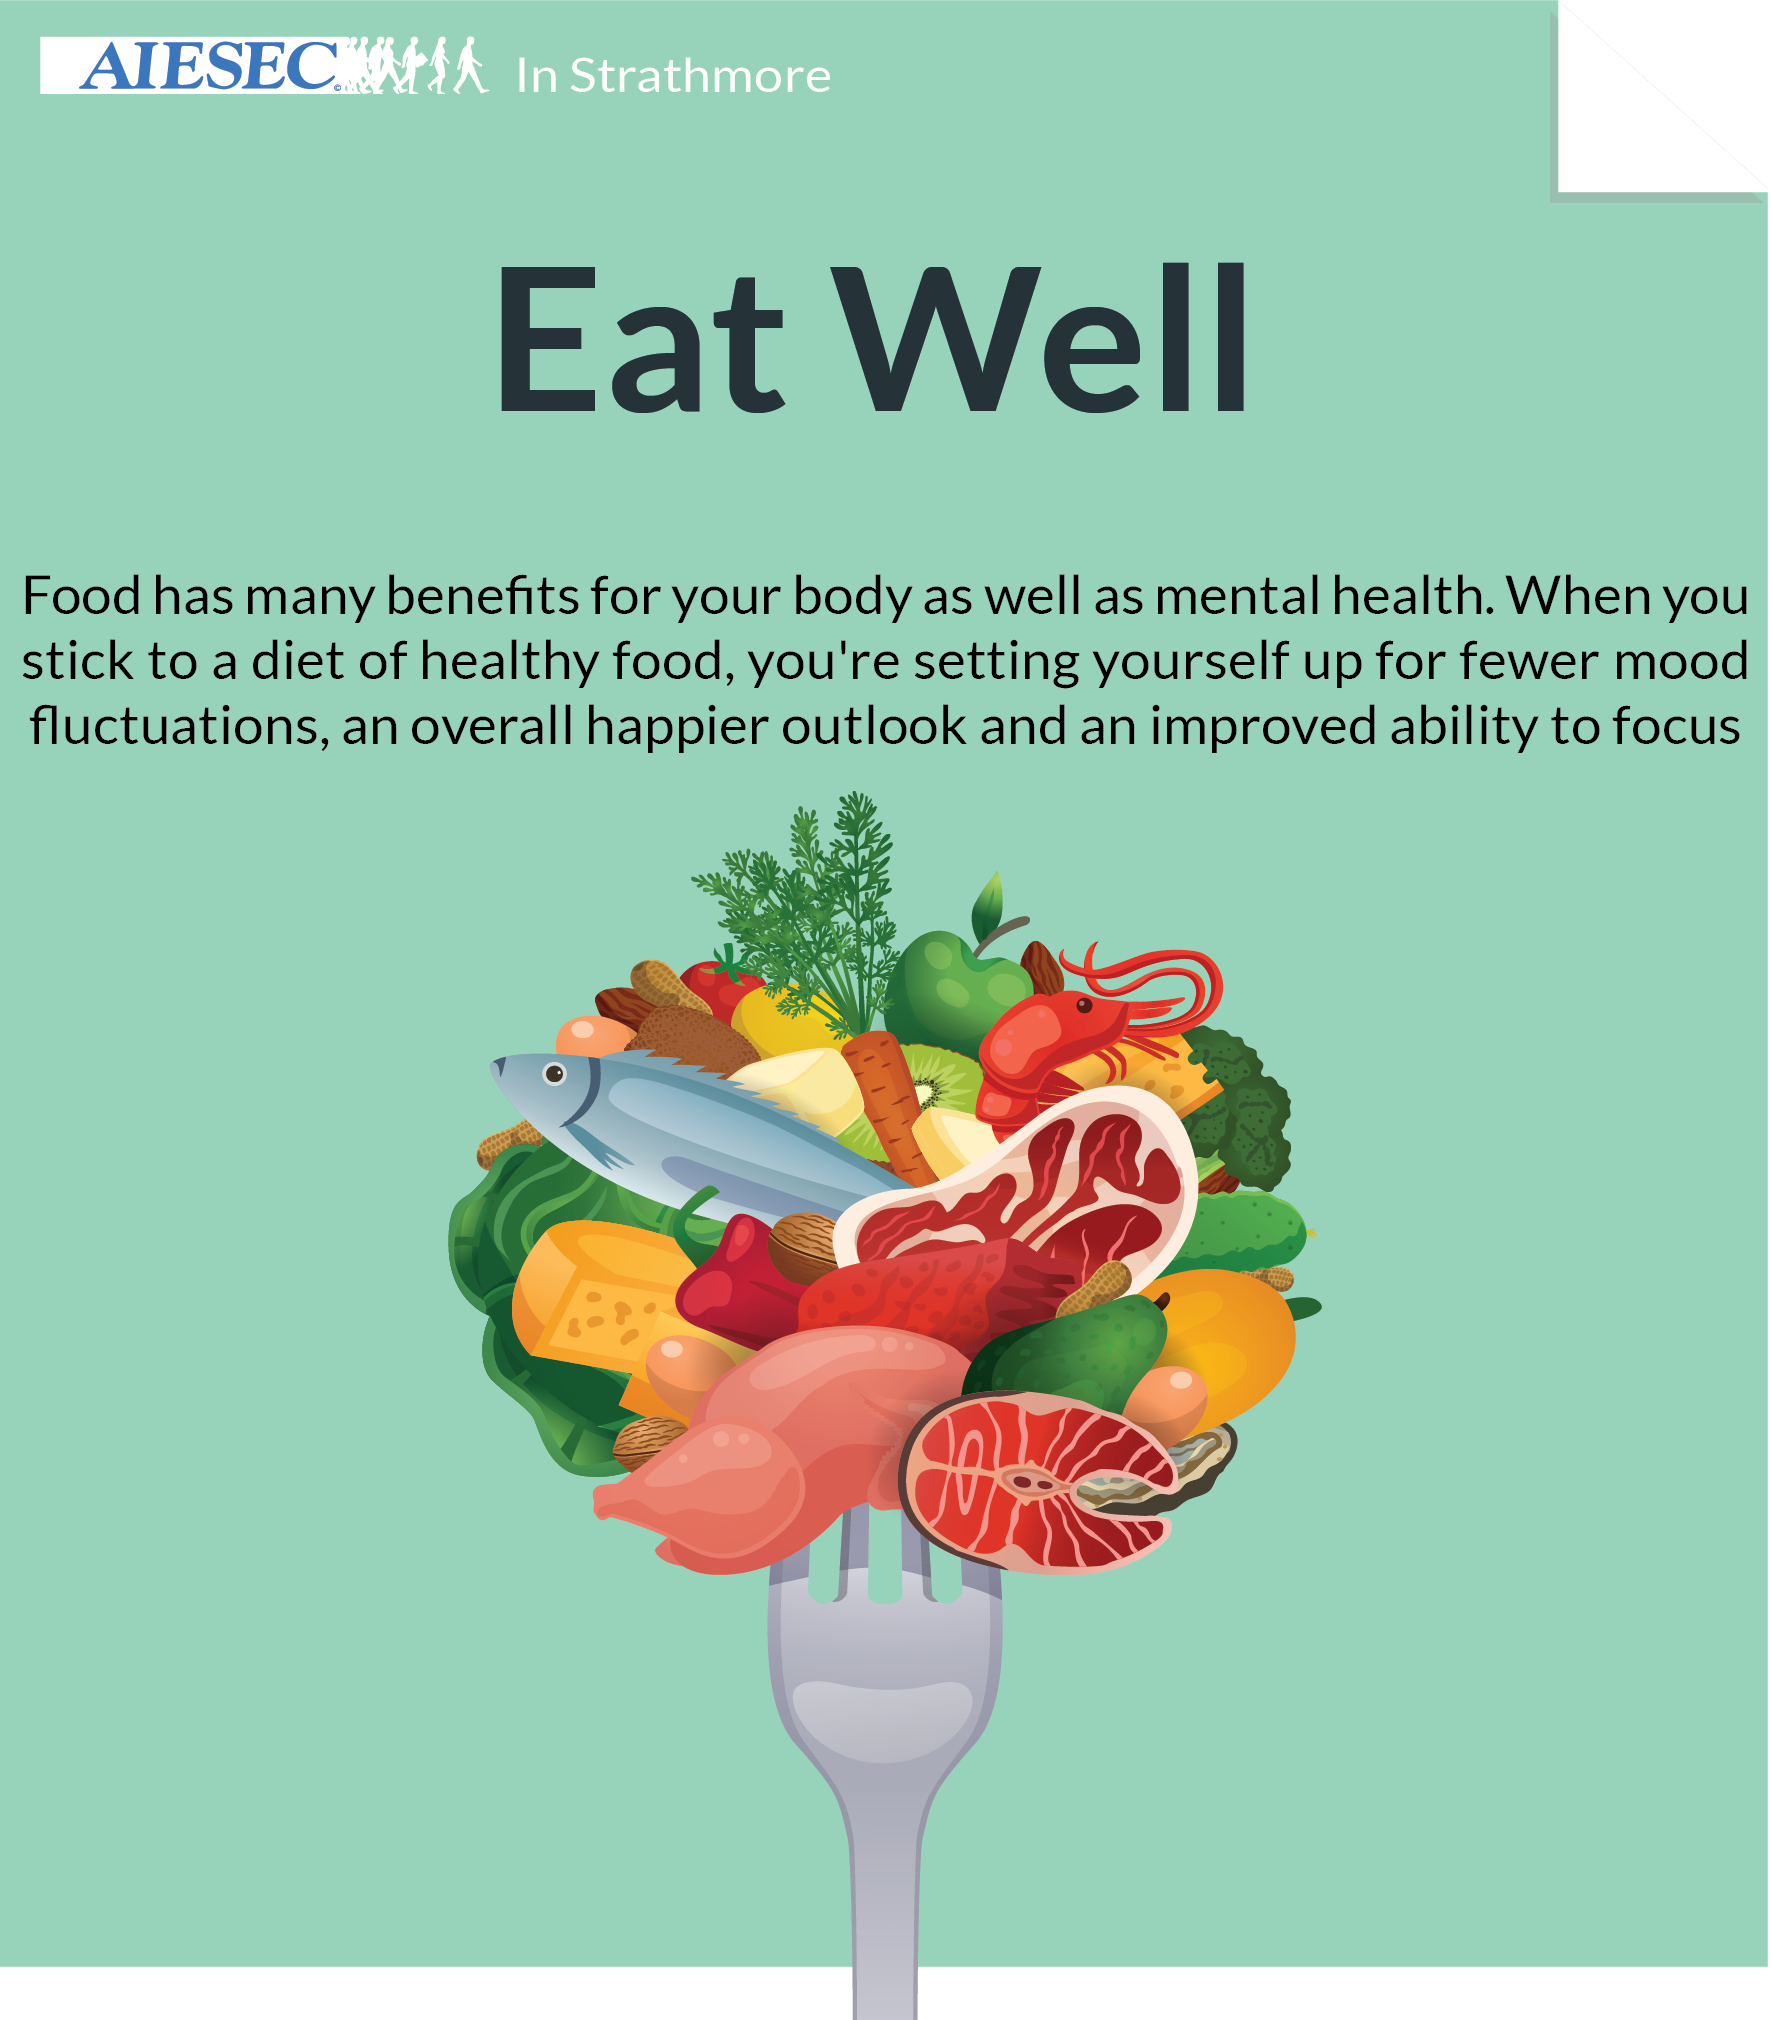 AIESEC In Strathmore
Eat Well
Food has many benefits for your body as well as mental health. When you
stick to a diet of healthy food, you're setting yourself up for fewer mood
fluctuations, an overall happier outlook and an improved ability to focus